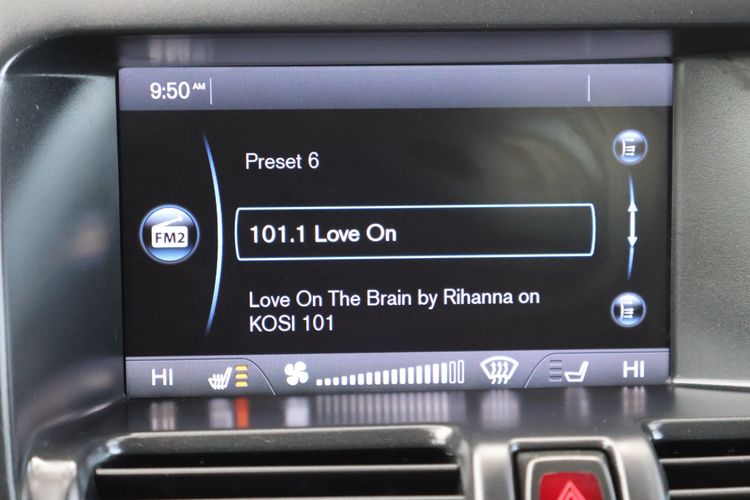 9:50 AM
Preset 6
FM2
101.1 Love On
Love On The Brain by Rihanna on
KOSI 101
HI
HI